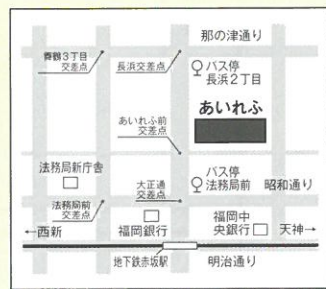 那の津通り
舞鶴3丁目
交差点
長浜交差点
バス停
長浜2丁目
あいれふ
あいれふ前
交差点
法務局新庁舎
大正通
交差点
バス停
法務局前
昭和通り
法務局前
交差点
←西新
福岡銀行
福岡中
央銀行
天神→
地下鉄赤坂駅
明治通り